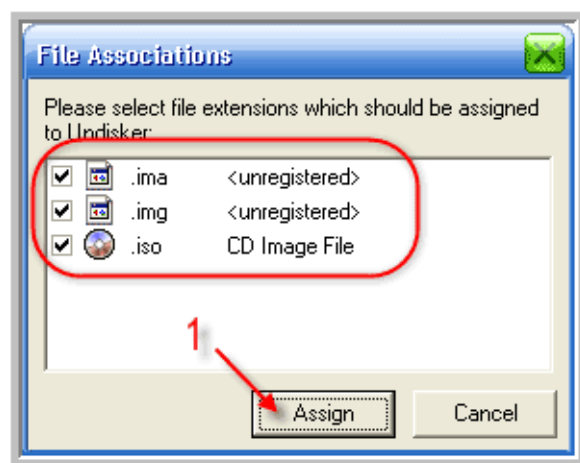 File Associations
Please select file extensions which should be assigned
to Undisker:
.ima <unregistered>
.img <unregistered>
.iso CD Image File
1
Assign Cancel